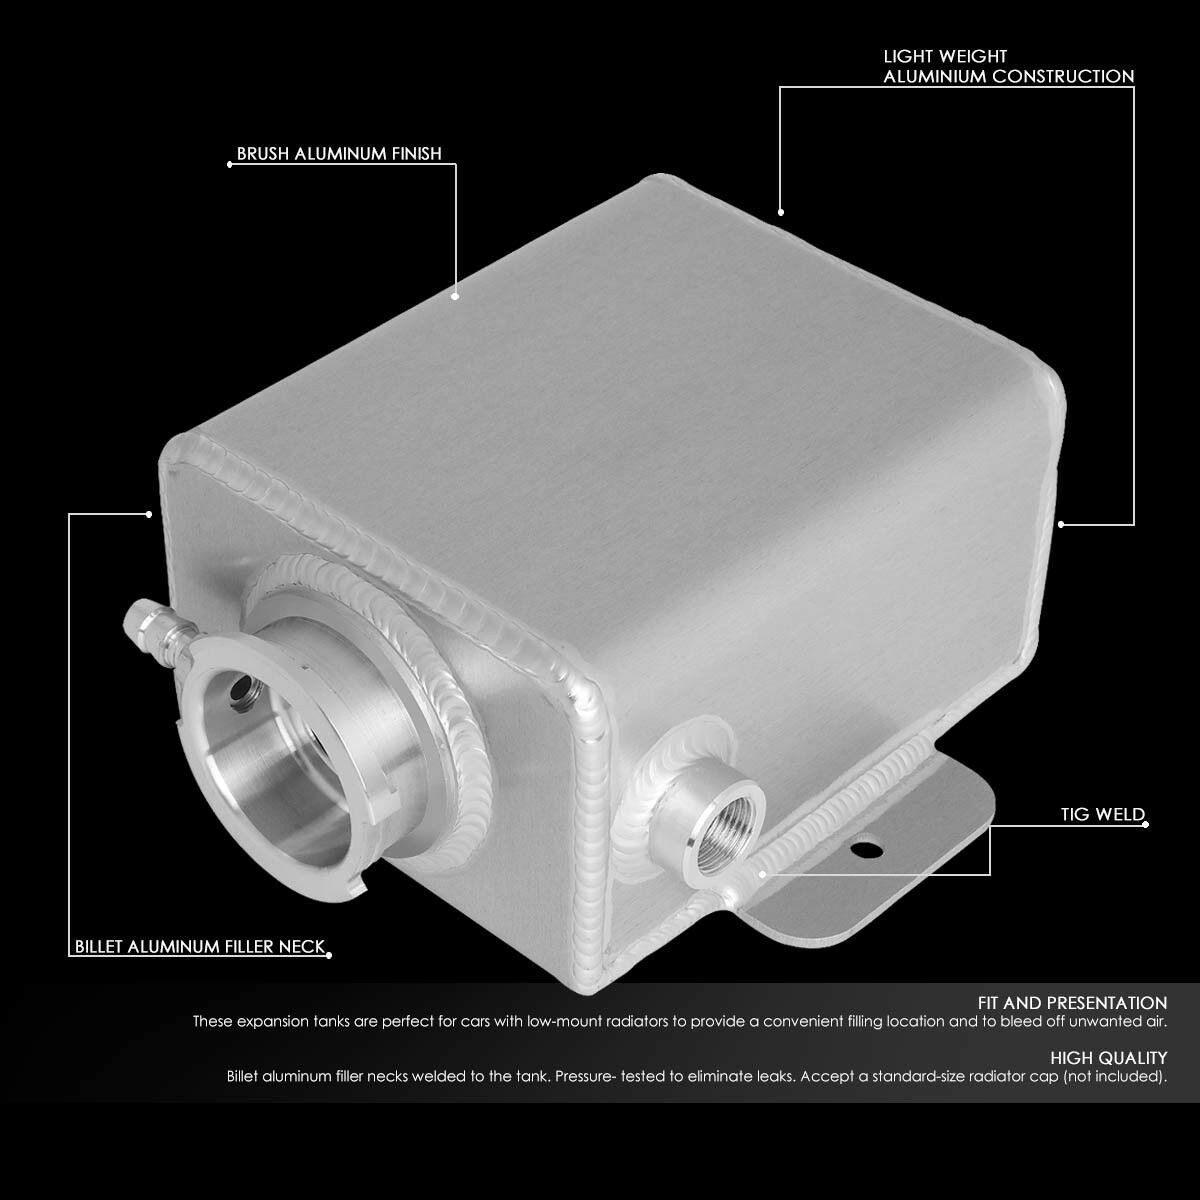 LIGHT WEIGHT
ALUMINIUM CONSTRUCTION
BRUSH ALUMINUM FINISH
TIG WELD
BILLET ALUMINUM FILLER NECK
FIT AND PRESENTATION
These expansion tanks are perfect for cars with low-mount radiators to provide a convenient filling location and to bleed off unwanted air.
HIGH QUALITY
Billet aluminum filler necks welded to the tank. Pressure- tested to eliminate leaks. Accept a standard-size radiator cap (not included).